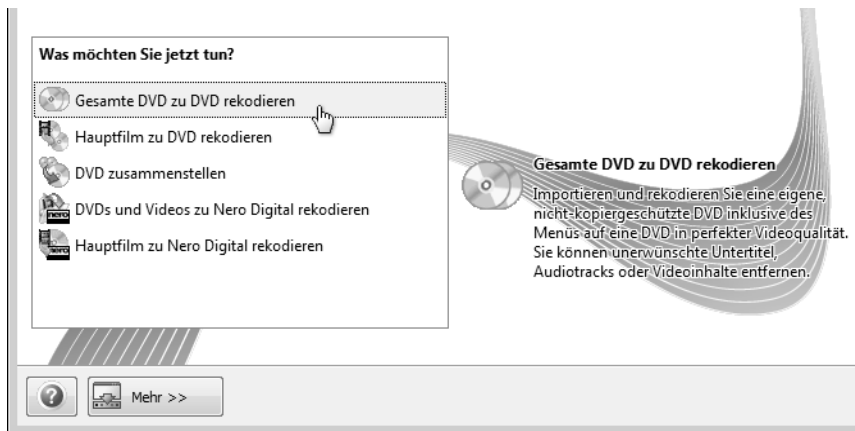 Was möchten Sie jetzt tun?
Gesamte DVD zu DVD rekodieren
Hauptfilm zu DVD rekodieren
DVD zusammenstellen
DVDs und Videos zu Nero Digital rekodieren
Hauptfilm zu Nero Digital rekodieren
Gesamte DVD zu DVD rekodieren
Importieren und rekodieren Sie eine eigene,
nicht-kopiergeschützte DVD inklusive des
Menüs auf eine DVD in perfekter Videoqualität.
Sie können unerwünschte Untertitel,
Audiotracks oder Videoinhalte entfernen.
Mehr >>